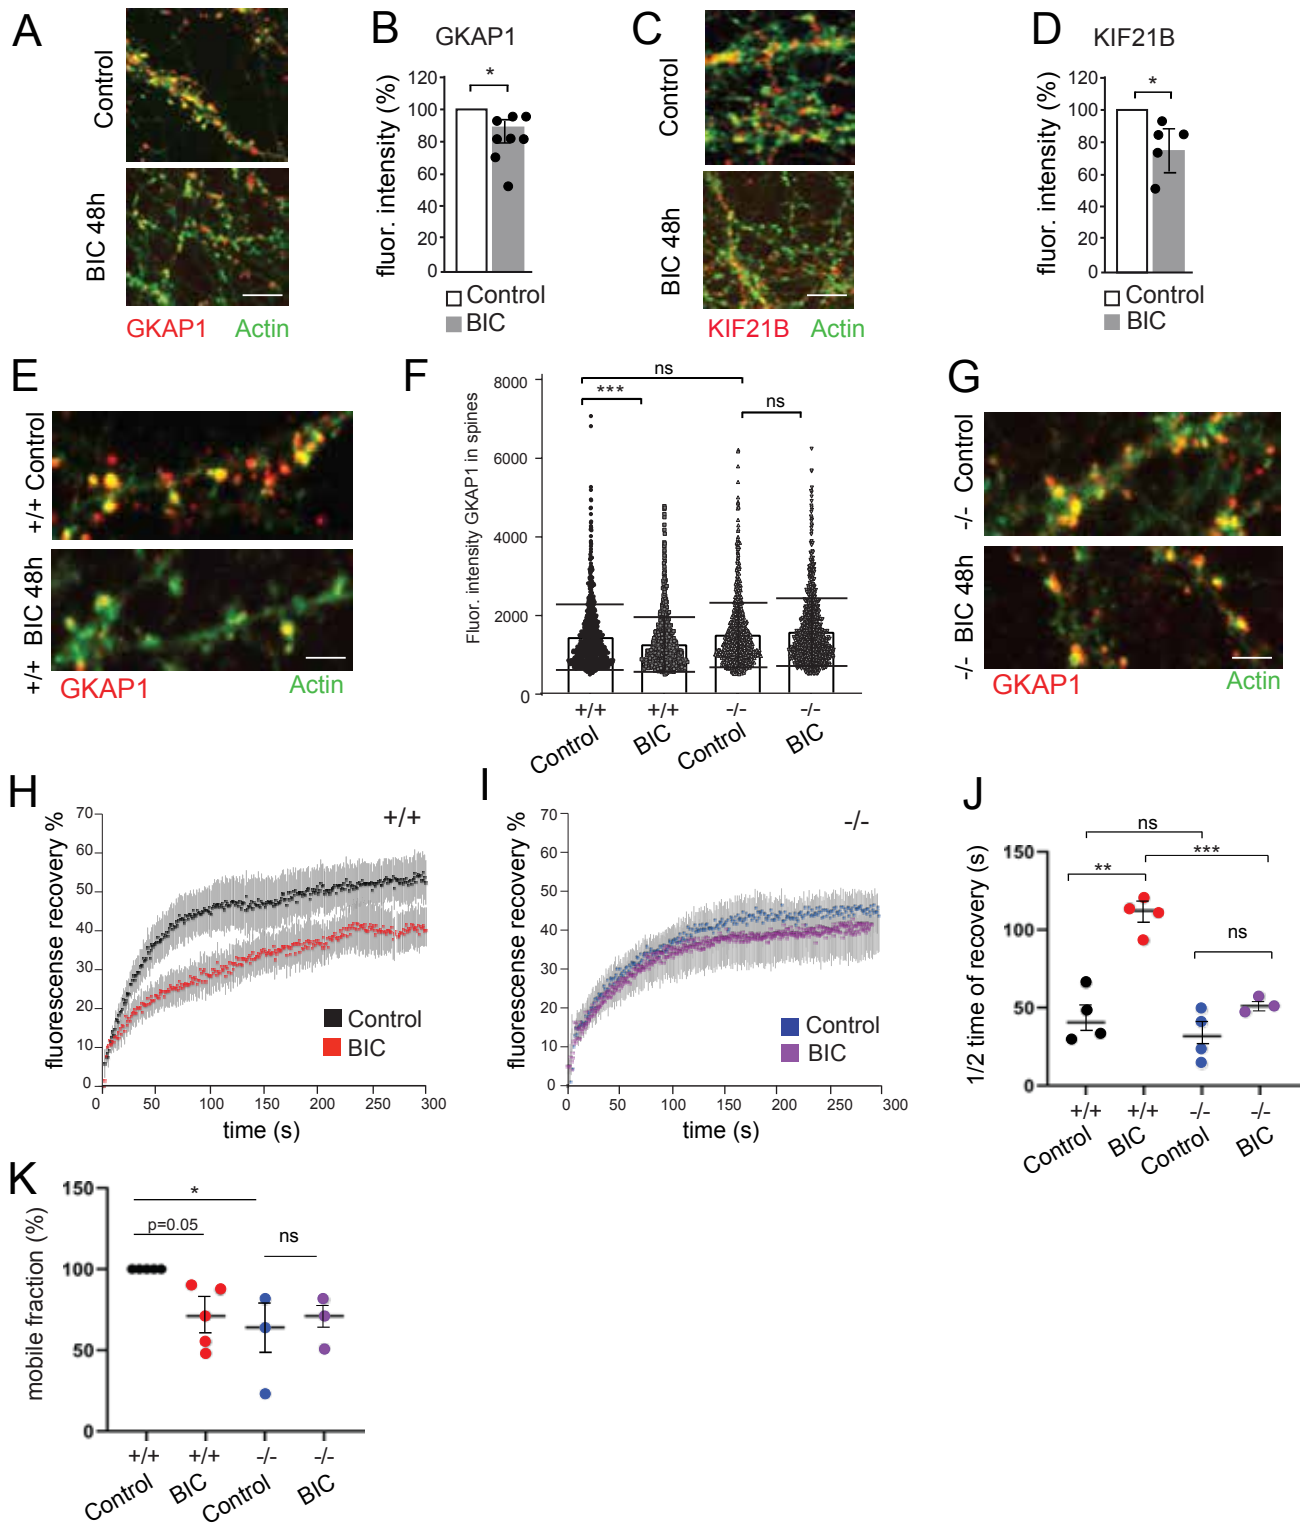 A
Control
BIC 48h
GKAP1 Actin
B
GKAP1
*
fluor. intensity (%)
120
100
80
60
40
20
0
Control
BIC
C
Control
BIC 48h
KIF21B Actin
D
KIF21B
*
fluor. intensity (%)
120
100
80
60
40
20
0
Control
BIC
E
+/+ Control
+/+ BIC 48h
GKAP1 Actin
F
ns
***
ns
Fluor. intensity GKAP1 in spines
8000
6000
4000
2000
0
+/+ +/+ -/- -/-
Control BIC Control BIC
G
-/- Control
-/- BIC 48h
GKAP1 Actin
H
+/+
fluorescense recovery %
70
60
50
40
30
20
10
0
Control
BIC
0 50 100 150 200 250 300
time (s)
I
-/-
fluorescense recovery %
70
60
50
40
30
20
10
0
Control
BIC
0 50 100 150 200 250 300
time (s)
J
ns
** ***
ns
1/2 time of recovery (s)
150
100
50
0
+/+ +/+ -/- -/-
Control BIC Control BIC
K
*
p=0.05
ns
mobile fraction (%)
150
100
50
0
+/+ +/+ -/- -/-
Control BIC Control BIC